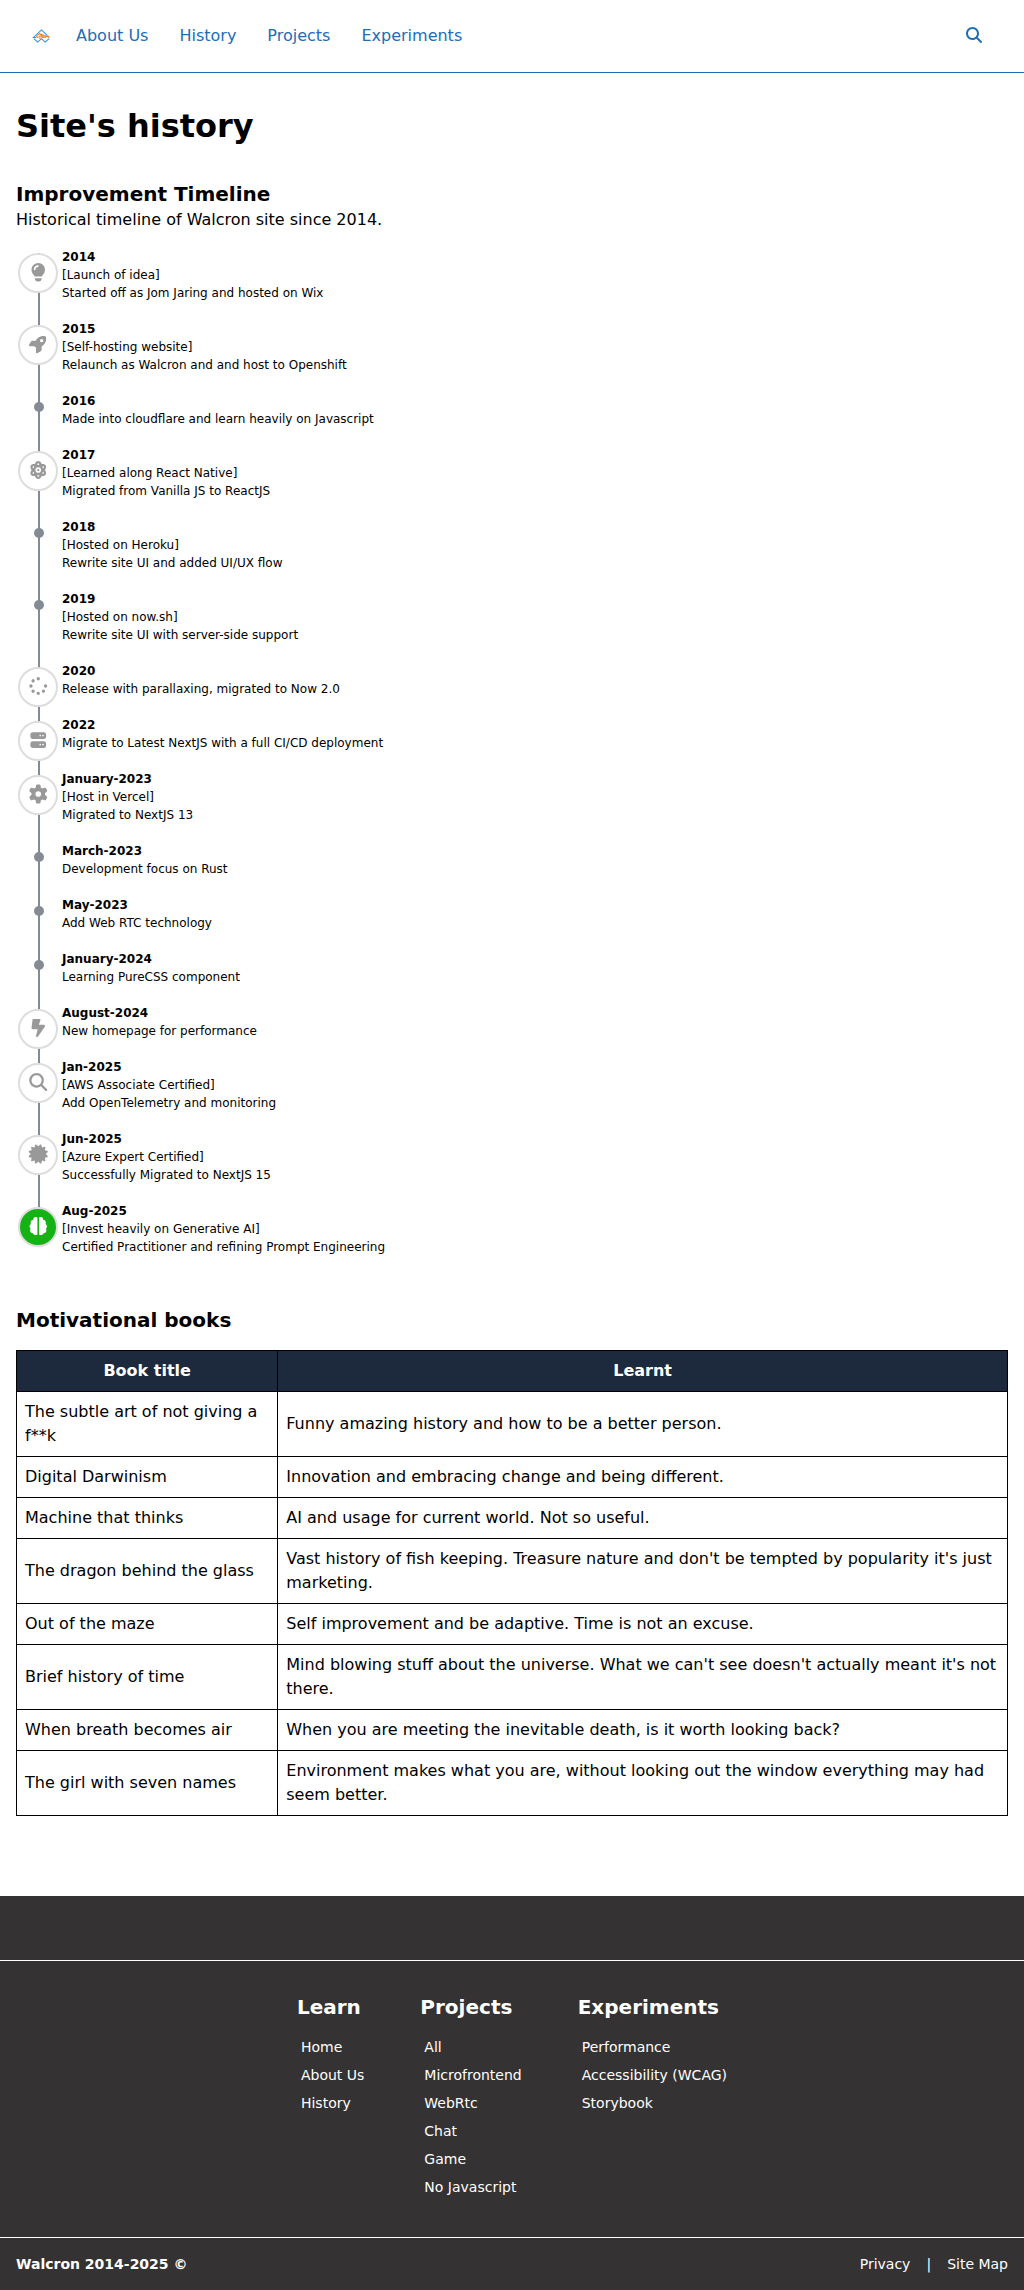 About Us History Projects Experiments
Site's history
Improvement Timeline
Historical timeline of Walcron site since 2014.
2014
[Launch of idea]
Started off as Jom Jaring and hosted on Wix
2015
[Self-hosting website]
Relaunch as Walcron and and host to Openshift
2016
Made into cloudflare and learn heavily on Javascript
2017
[Learned along React Native]
Migrated from Vanilla JS to ReactJS
2018
[Hosted on Heroku]
Rewrite site UI and added UI/UX flow
2019
[Hosted on now.sh]
Rewrite site UI with server-side support
2020
Release with parallaxing, migrated to Now 2.0
2022
Migrate to Latest NextJS with a full CI/CD deployment
January-2023
[Host in Vercel]
Migrated to NextJS 13
March-2023
Development focus on Rust
May-2023
Add Web RTC technology
January-2024
Learning PureCSS component
August-2024
New homepage for performance
Jan-2025
[AWS Associate Certified]
Add OpenTelemetry and monitoring
Jun-2025
[Azure Expert Certified]
Successfully Migrated to NextJS 15
Aug-2025
[Invest heavily on Generative AI]
Certified Practitioner and refining Prompt Engineering
Motivational books
Book title Learnt
The subtle art of not giving a
f**k
Funny amazing history and how to be a better person.
Digital Darwinism Innovation and embracing change and being different.
Machine that thinks AI and usage for current world. Not so useful.
The dragon behind the glass
Vast history of fish keeping. Treasure nature and don't be tempted by popularity it's just
marketing.
Out of the maze Self improvement and be adaptive. Time is not an excuse.
Brief history of time
Mind blowing stuff about the universe. What we can't see doesn't actually meant it's not
there.
When breath becomes air When you are meeting the inevitable death, is it worth looking back?
The girl with seven names
Environment makes what you are, without looking out the window everything may had
seem better.
Learn
Home
About Us
History
Projects
All
Microfrontend
WebRtc
Chat
Game
No Javascript
Experiments
Performance
Accessibility (WCAG)
Storybook
Walcron 2014-2025 © Privacy | Site Map